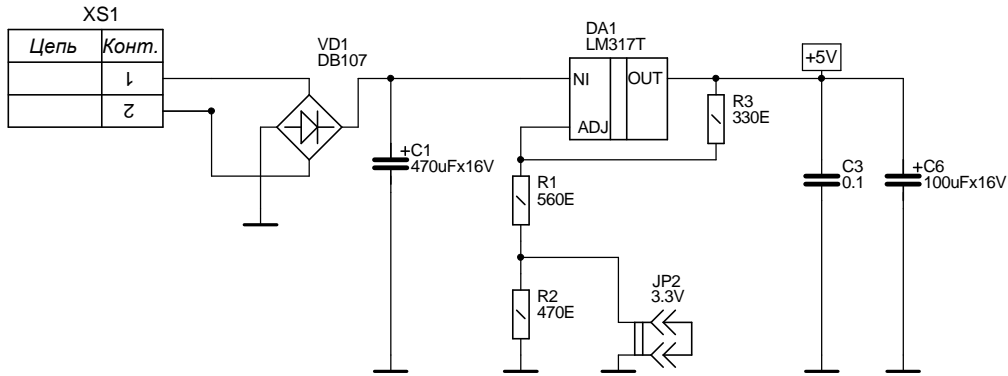 XS1
Цепь Конт.
1
2
VD1
DB107
+C1
470uFx16V
DA1
LM317T
NI OUT
ADJ
R3
330E
+5V
R1
560E
C3
0.1
+C6
100uFx16V
R2
470E
JP2
3.3V